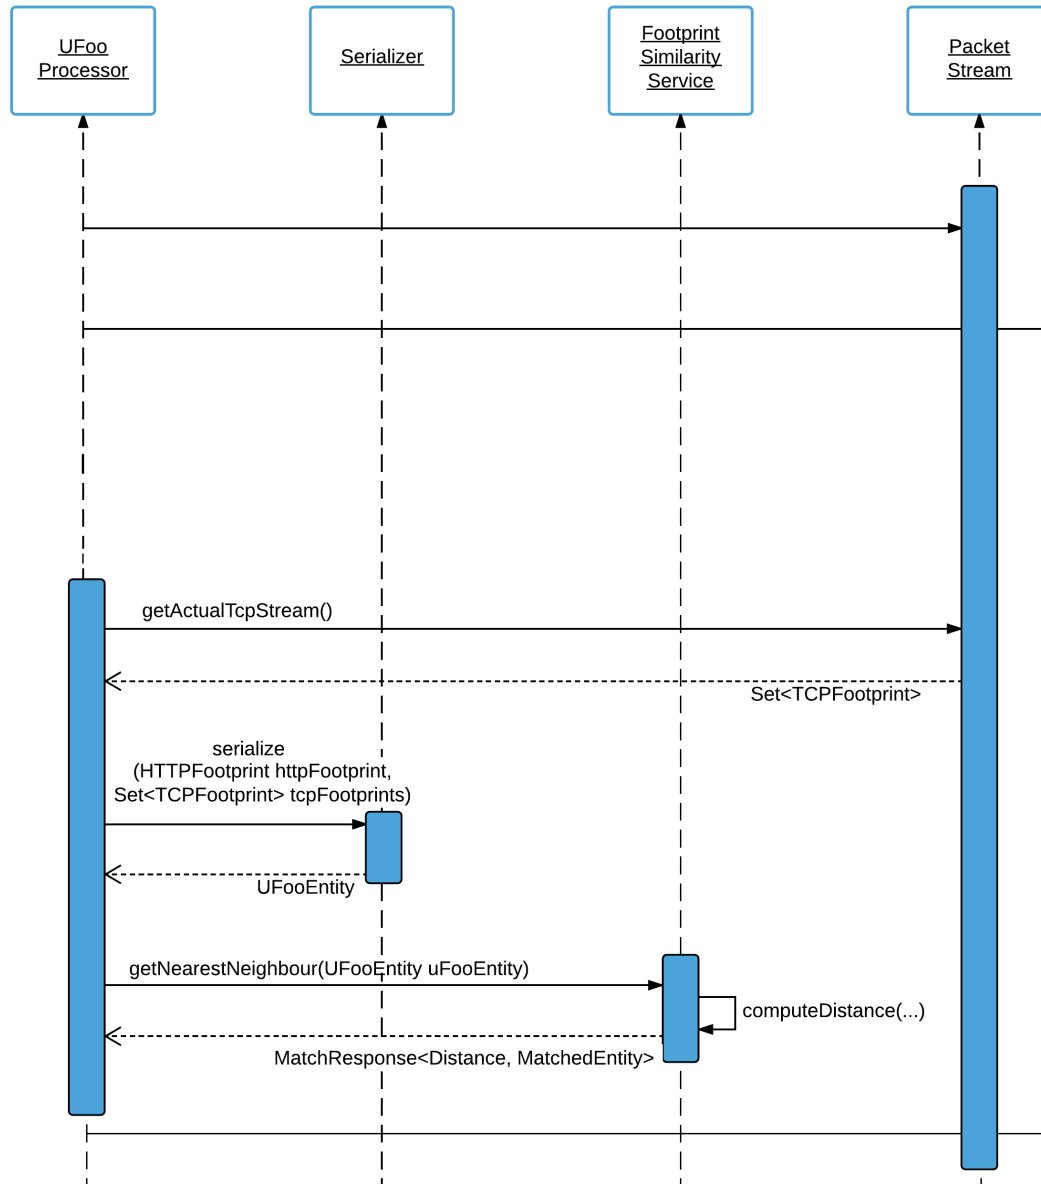 UFoo
Processor
Serializer
Footprint
Similarity
Service
Packet
Stream
getActualTcpStream()
Set<TCPFootprint>
serialize
(HTTPFootprint httpFootprint,
Set<TCPFootprint> tcpFootprints)
UFooEntity
getNearestNeighbour(UFooEntity uFooEntity)
computeDistance(...)
MatchResponse<Distance, MatchedEntity>